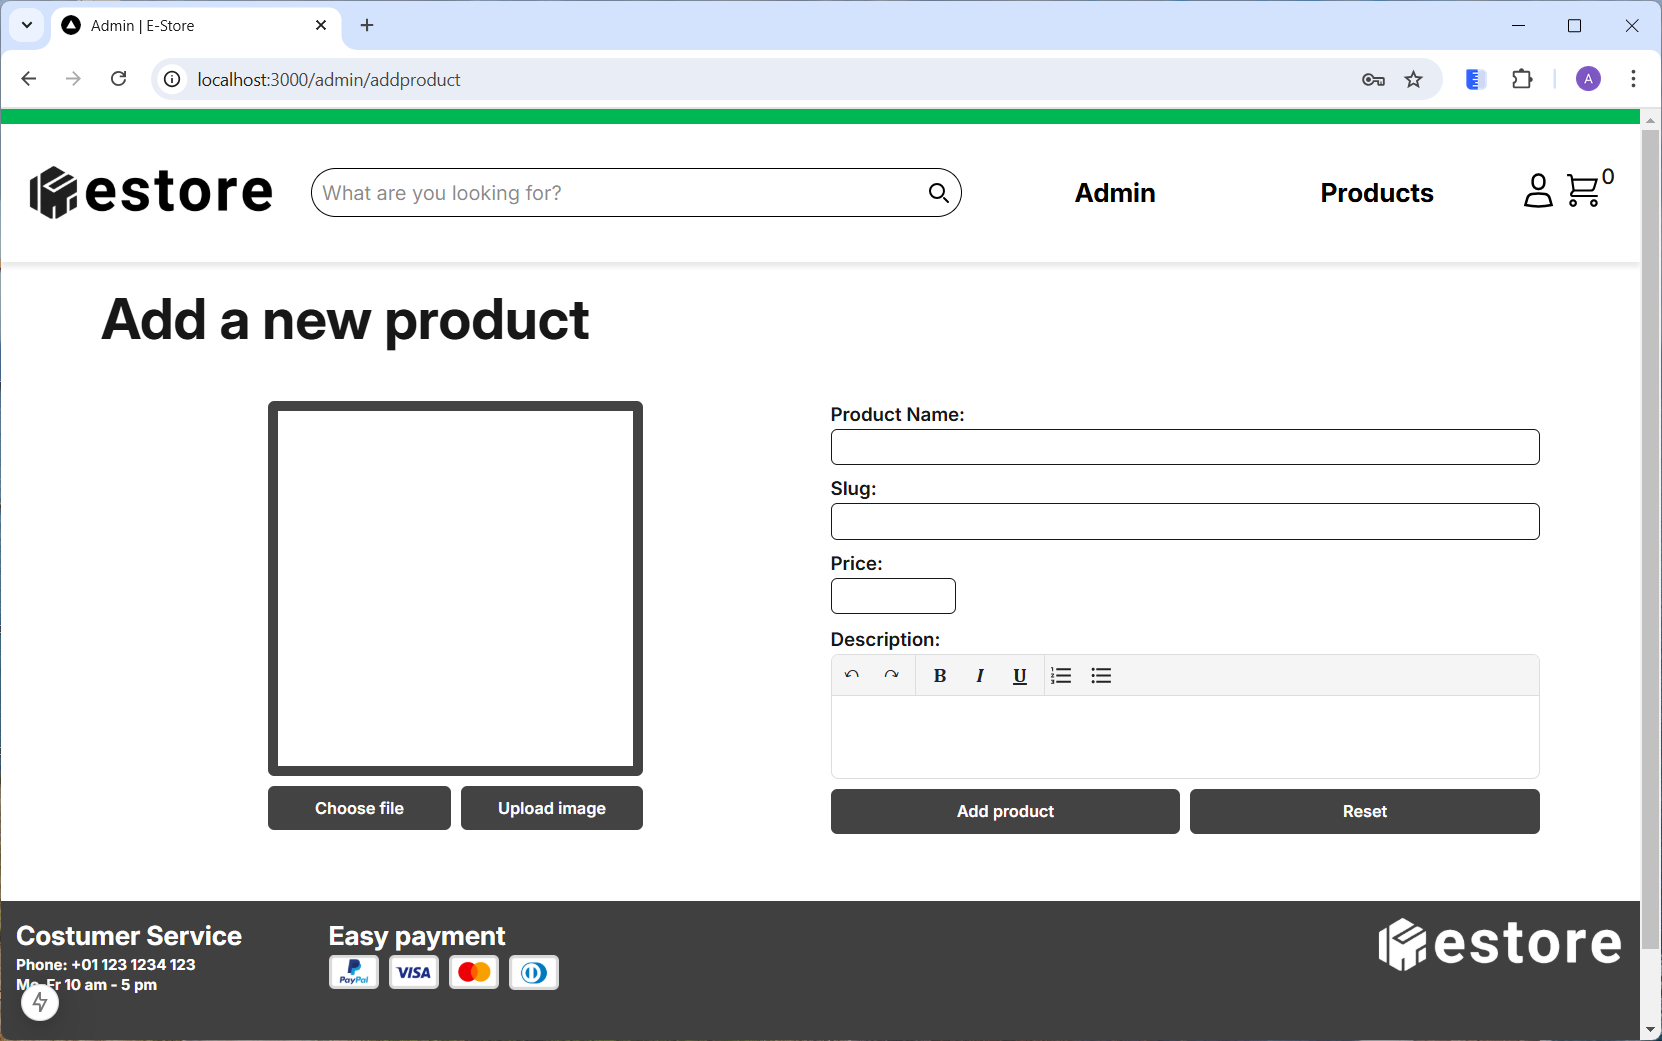 Admin | E-Store
localhost:3000/admin/addproduct
A
estore
What are you looking for?
Admin
Products
0
Add a new product
Product Name:
Slug:
Price:
Description:
B I U
Choose file
Upload image
Add product
Reset
Costumer Service
Phone: +01 123 1234 123
Mo-Fr 10 am - 5 pm
Easy payment
PayPal
VISA
estore